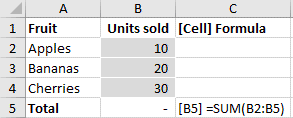 A B C
1 Fruit Units sold [Cell] Formula
2 Apples 10
3 Bananas 20
4 Cherries 30
5 Total - [B5] =SUM(B2:B5)